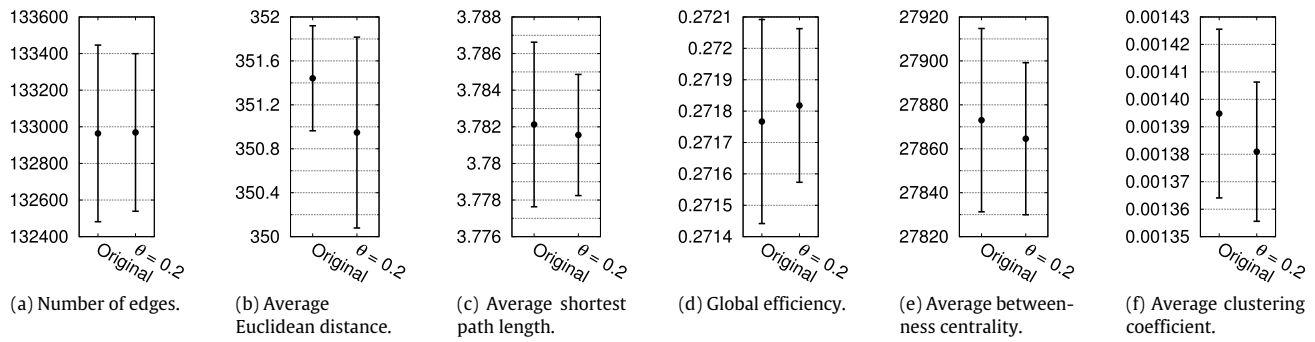 133600
133400
133200
133000
132800
132600
132400
Original
θ = 0.2
(a) Number of edges.
352
351.6
351.2
350.8
350.4
350
Original
θ = 0.2
(b) Average
Euclidean distance.
3.788
3.786
3.784
3.782
3.78
3.778
3.776
Original
θ = 0.2
(c) Average shortest
path length.
0.2721
0.272
0.2719
0.2718
0.2717
0.2716
0.2715
0.2714
Original
θ = 0.2
(d) Global efficiency.
27920
27900
27880
27860
27840
27820
Original
θ = 0.2
(e) Average between-
ness centrality.
0.00143
0.00142
0.00141
0.00140
0.00139
0.00138
0.00137
0.00136
0.00135
Original
θ = 0.2
(f) Average clustering
coefficient.